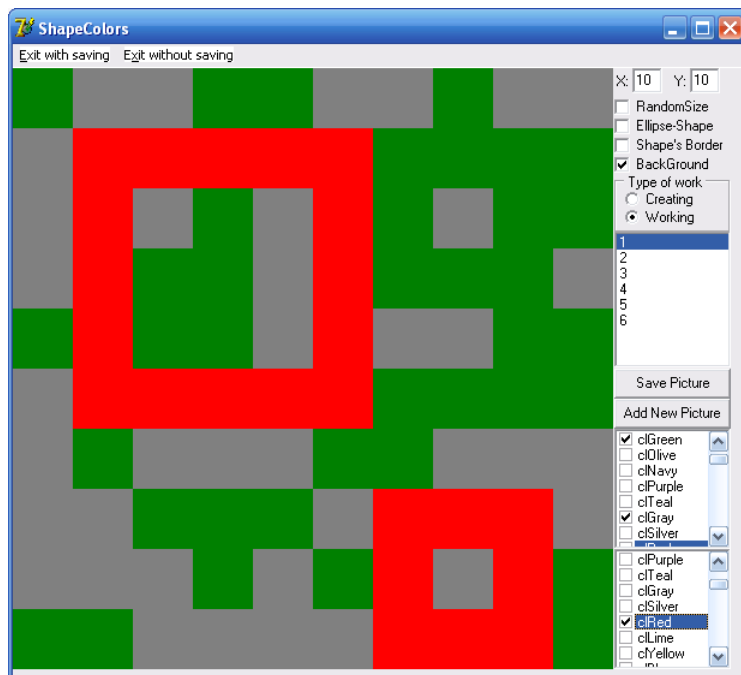 ShapeColors
Exit with saving Exit without saving
X: 10 Y: 10
RandomSize
Ellipse-Shape
Shape's Border
BackGround
Type of work
Creating
Working
1
2
3
4
5
6
Save Picture
Add New Picture
clGreen
clOlive
clNavy
clPurple
clTeal
clGray
clSilver
clPurple
clTeal
clGray
clSilver
clRed
clLime
clYellow